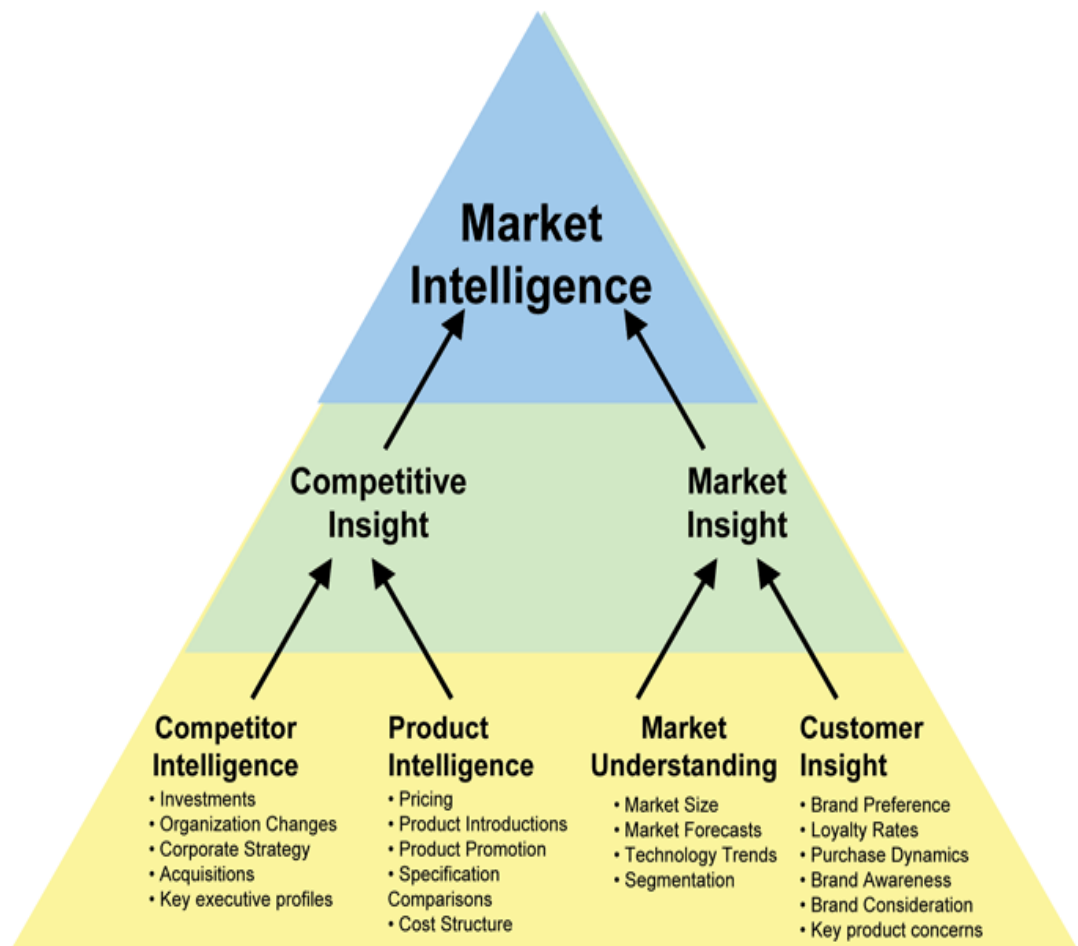 Market
Intelligence
Competitive
Insight
Market
Insight
Competitor
Intelligence
• Investments
• Organization Changes
• Corporate Strategy
• Acquisitions
• Key executive profiles
Product
Intelligence
• Pricing
• Product Introductions
• Product Promotion
• Specification
Comparisons
• Cost Structure
Market
Understanding
• Market Size
• Market Forecasts
• Technology Trends
• Segmentation
Customer
Insight
• Brand Preference
• Loyalty Rates
• Purchase Dynamics
• Brand Awareness
• Brand Consideration
• Key product concerns